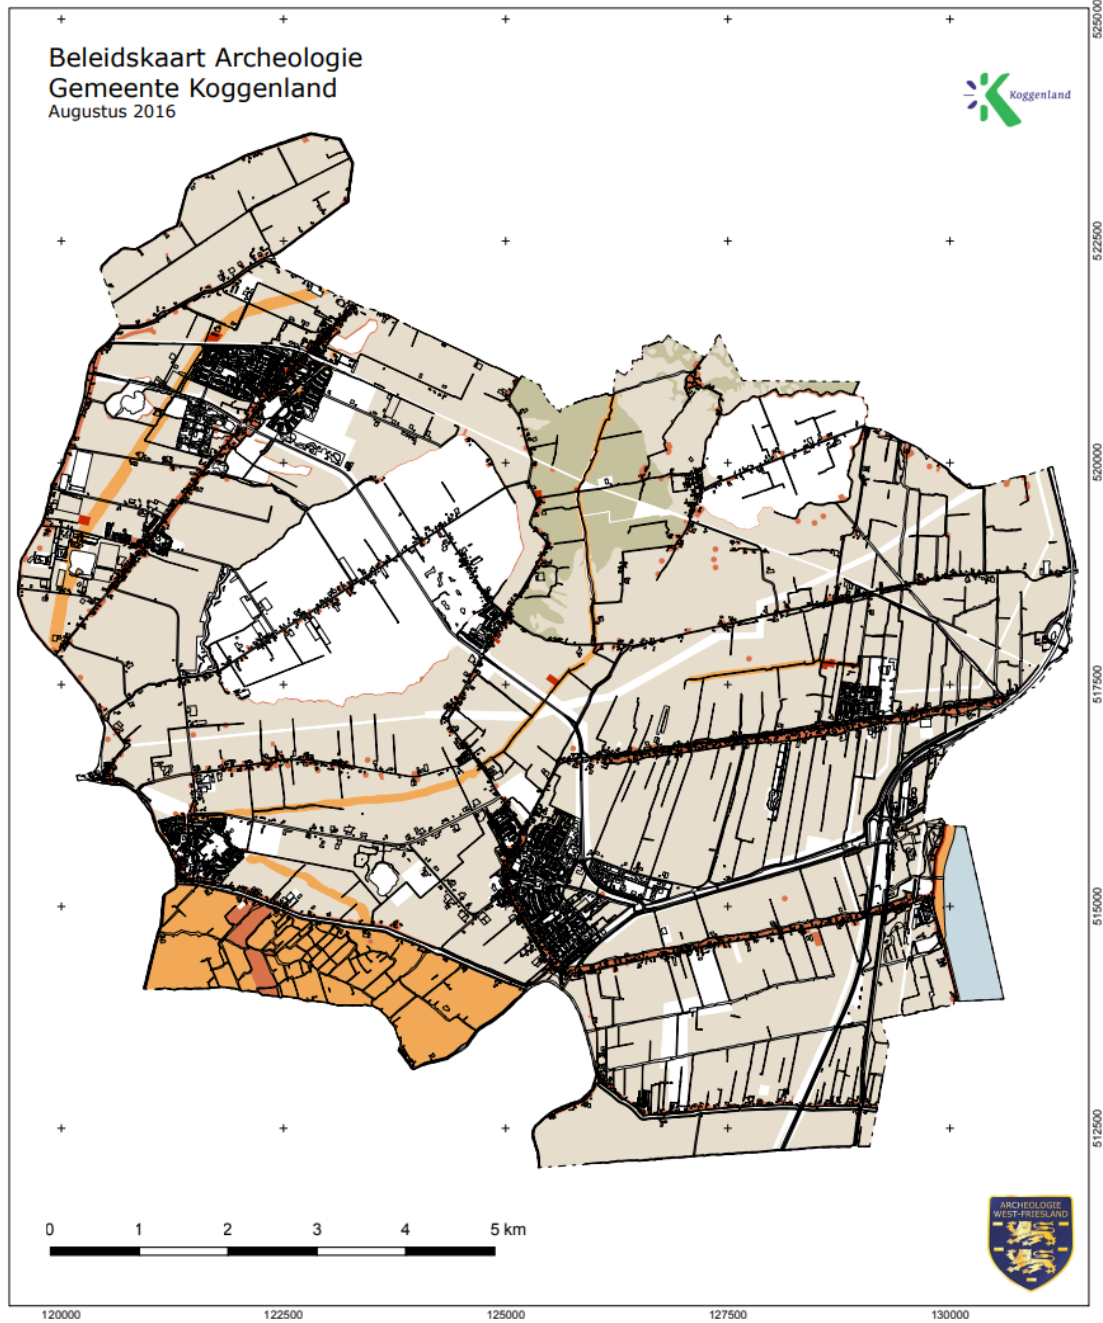 Beleidskaart Archeologie
Gemeente Koggenland
Augustus 2016
Koggenland
525000
522500
520000
517500
515000
512500
0 1 2 3 4 5 km
ARCHEOLOGIE
WEST-FRIESLAND
120000 122500 125000 127500 130000